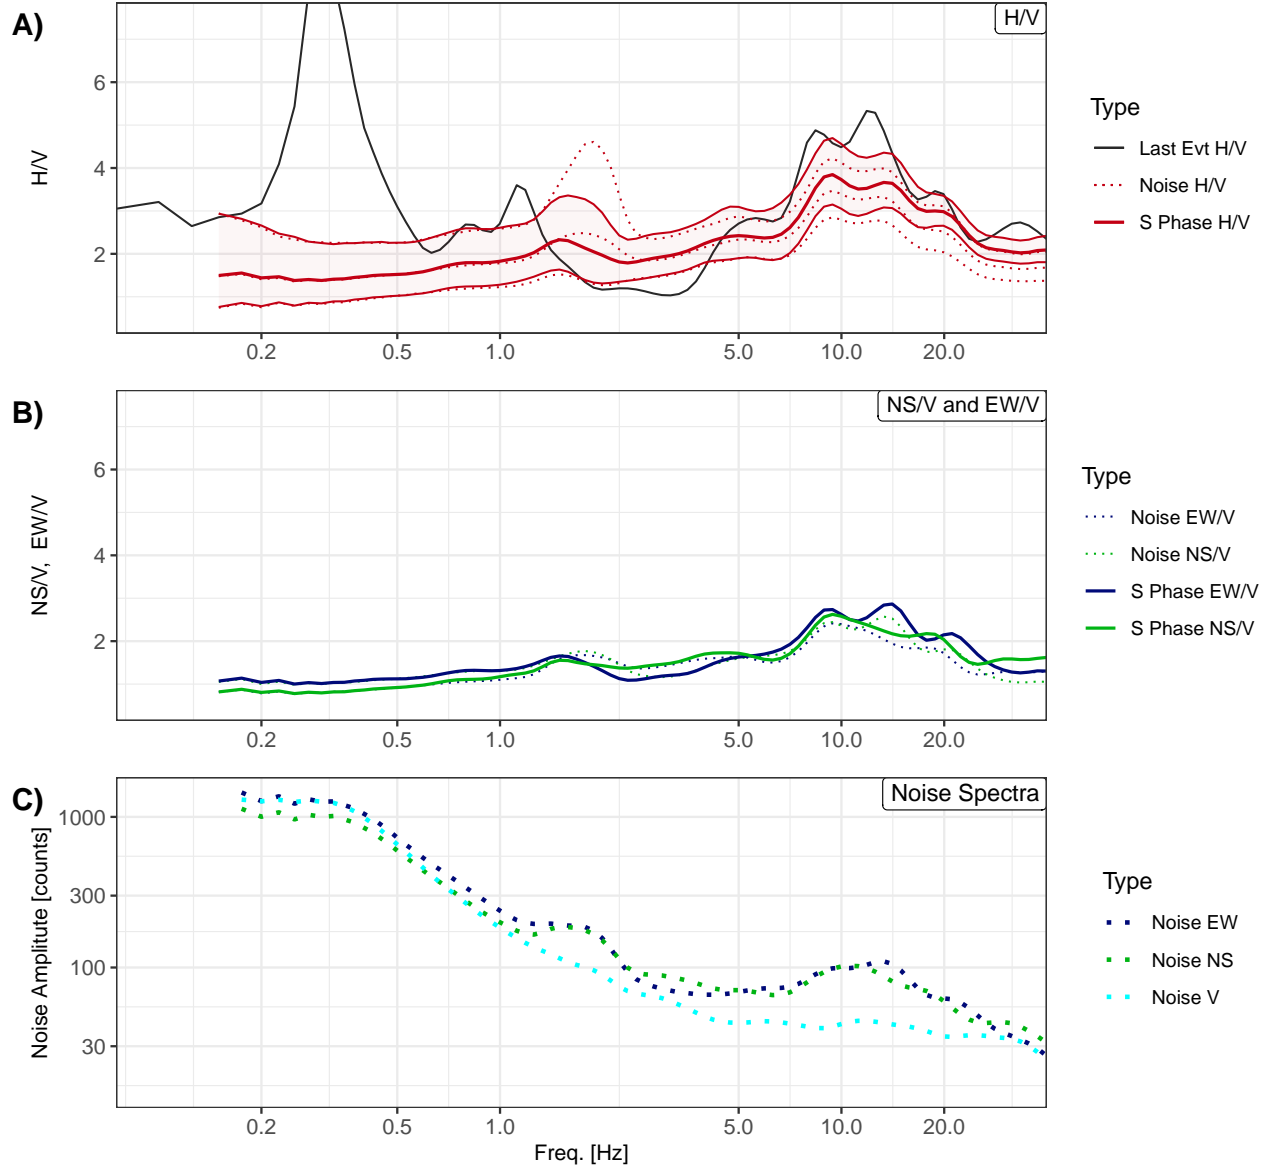 A)
H/V
H/V
6
4
2
0.2 0.5 1.0 5.0 10.0 20.0
Type
Last Evt H/V
Noise H/V
S Phase H/V
B)
NS/V and EW/V
NS/V, EW/V
6
4
2
0.2 0.5 1.0 5.0 10.0 20.0
Type
Noise EW/V
Noise NS/V
S Phase EW/V
S Phase NS/V
C)
Noise Spectra
Noise Amplitute [counts]
1000
300
100
30
0.2 0.5 1.0 5.0 10.0 20.0
Freq. [Hz]
Type
Noise EW
Noise NS
Noise V